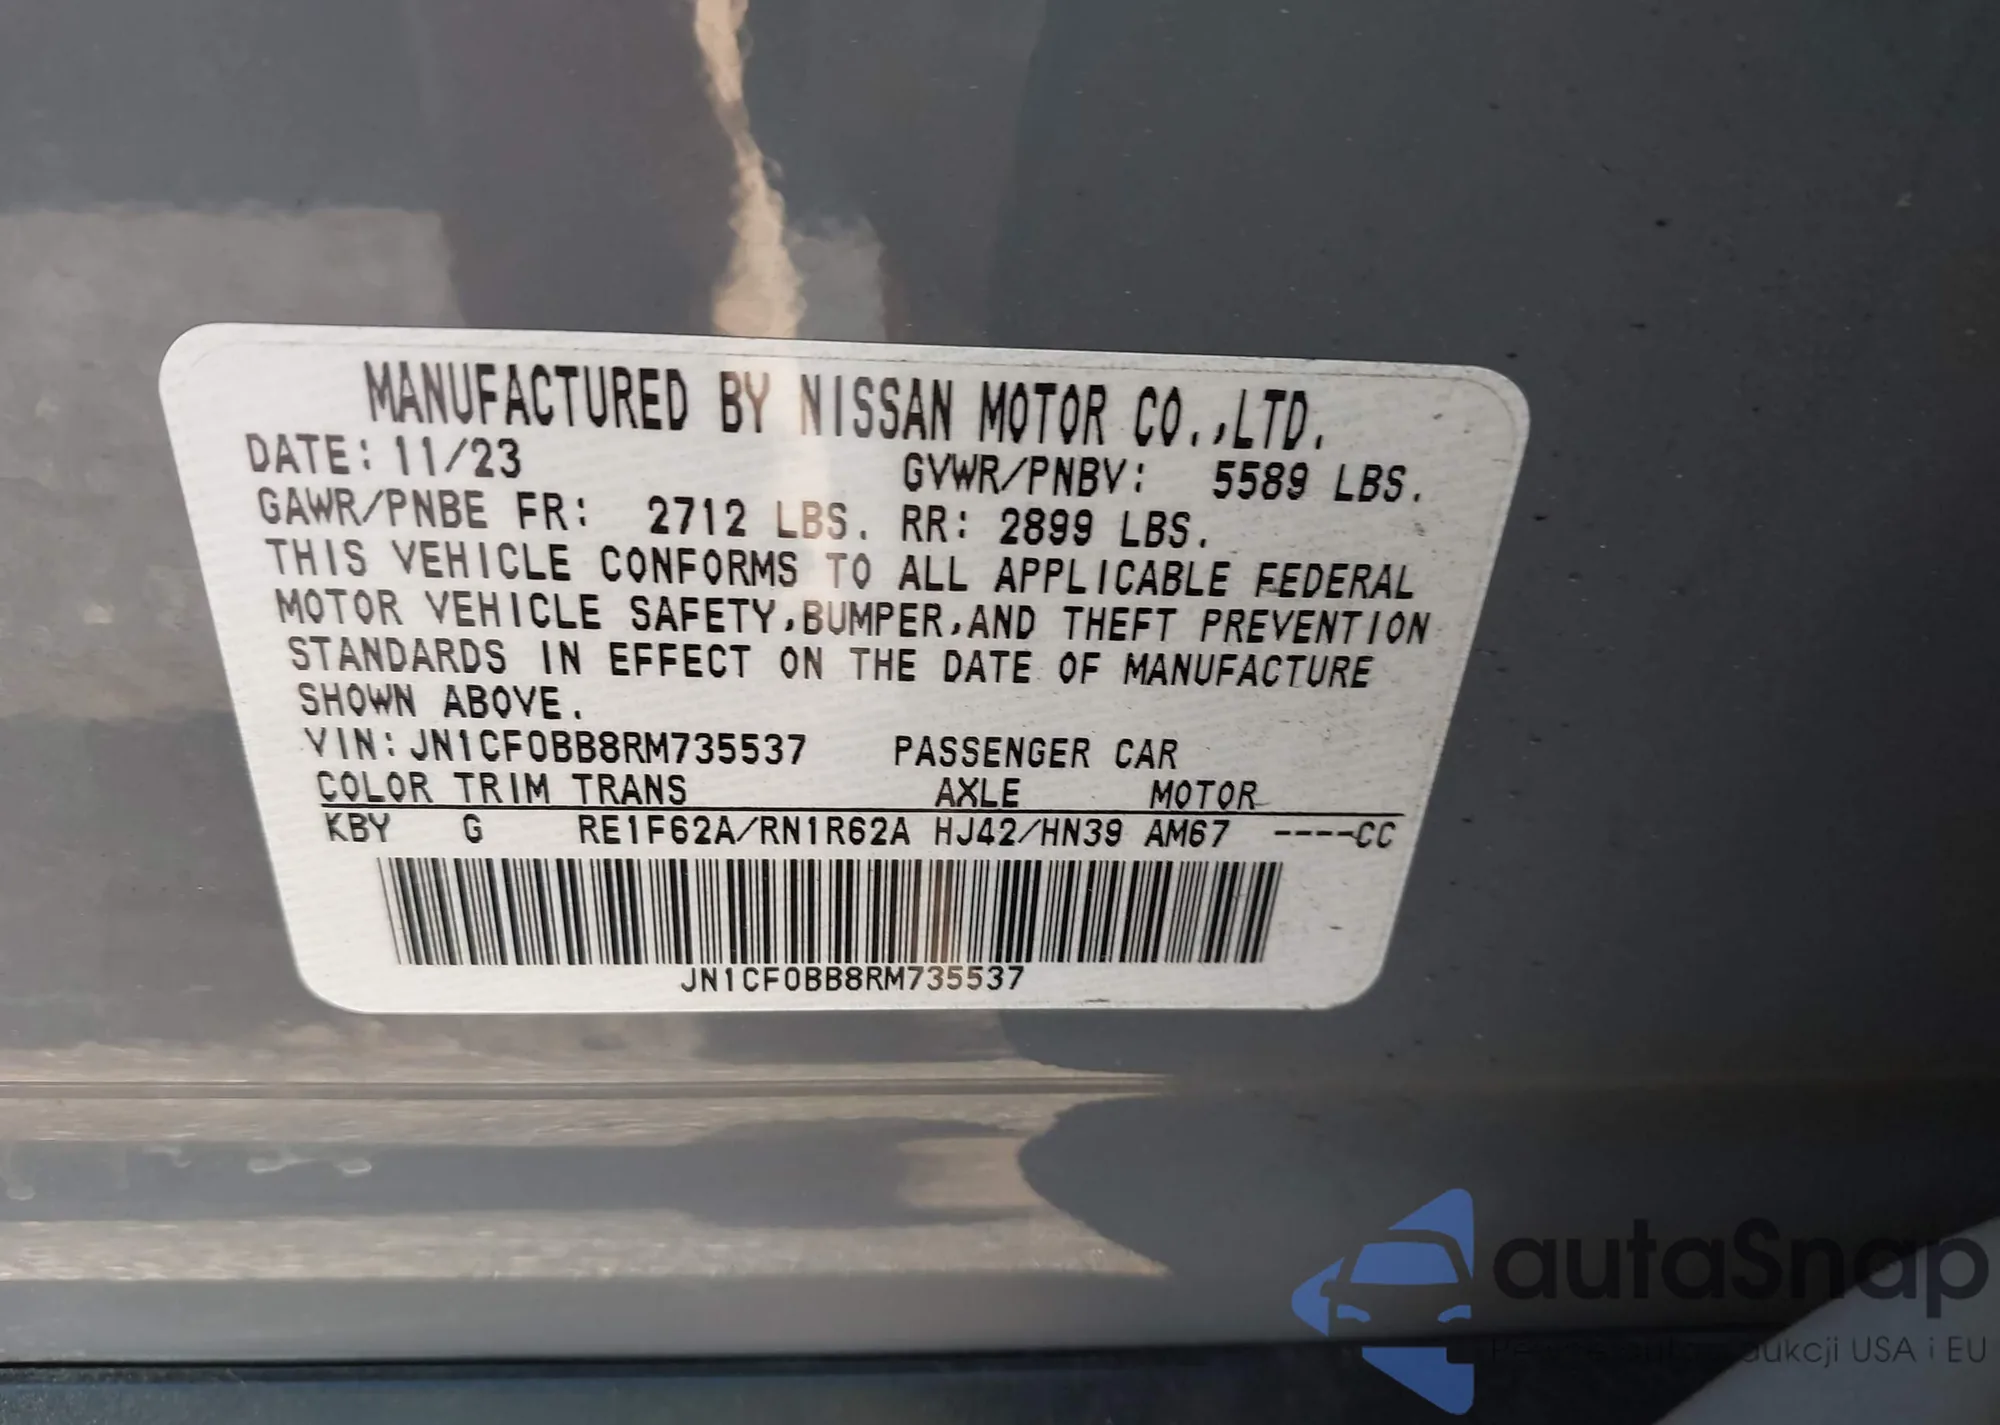 MANUFACTURED BY NISSAN MOTOR CO.,LTD.
DATE: 11/23 GVWR/PNBV: 5589 LBS.
GAWR/PNBE FR: 2712 LBS. RR: 2899 LBS.
THIS VEHICLE CONFORMS TO ALL APPLICABLE FEDERAL
MOTOR VEHICLE SAFETY,BUMPER,AND THEFT PREVENTION
STANDARDS IN EFFECT ON THE DATE OF MANUFACTURE
SHOWN ABOVE.
VIN: JN1CF0BB8RM735537 PASSENGER CAR
COLOR TRIM TRANS AXLE MOTOR
KBY G RE1F62A/RN1R62A HJ42/HN39 AM67 ----CC
JN1CF0BB8RM735537
autaSnap
USA i EU